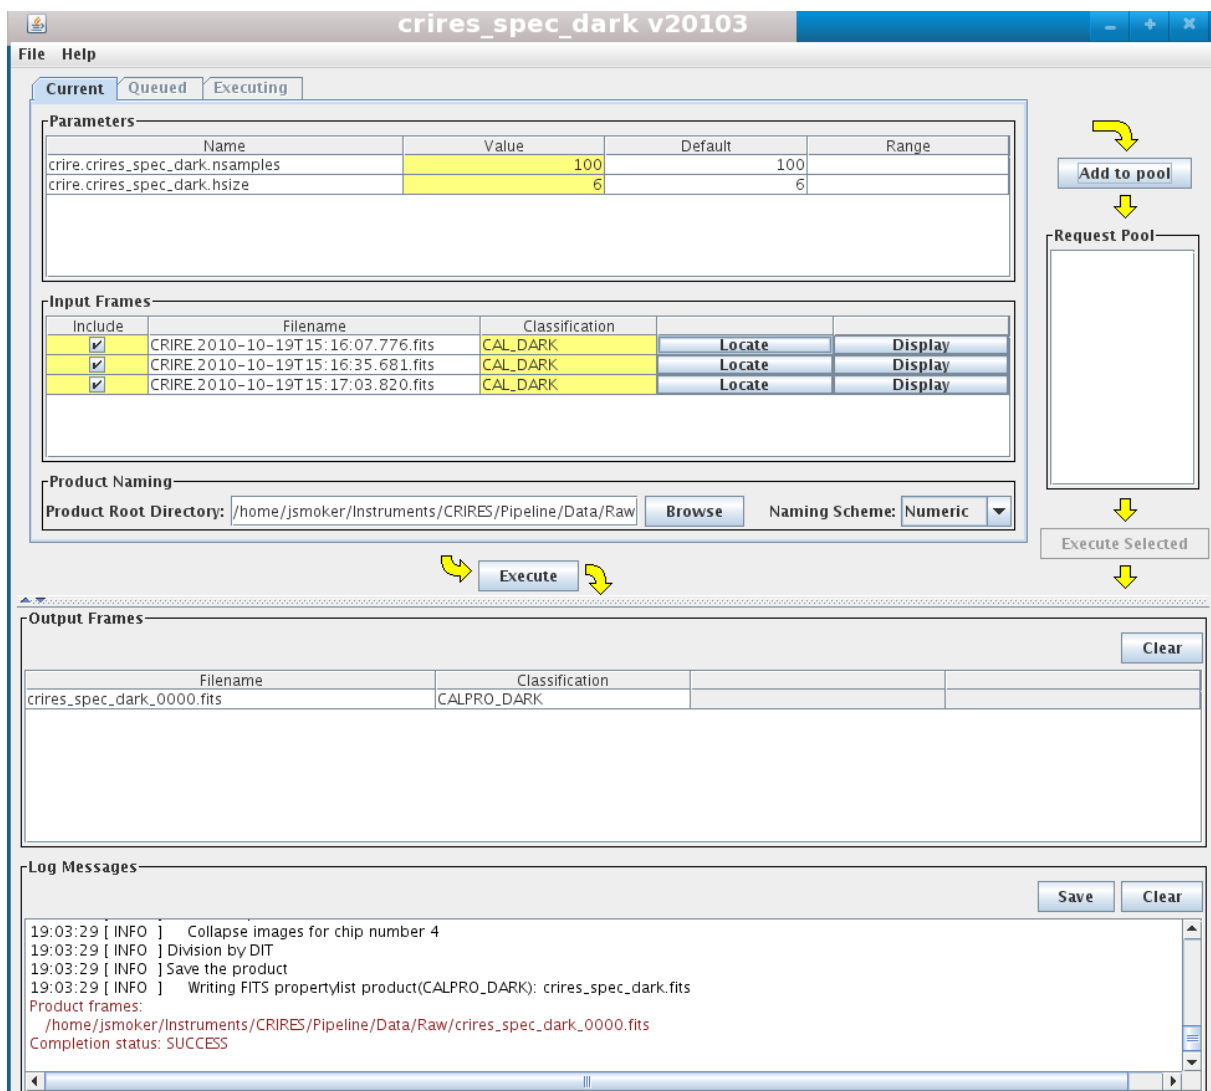 crires_spec_dark v20103
File Help
Current Queued Executing
Parameters
Name Value Default Range
crire.crires_spec_dark.nsamples 100 100
crire.crires_spec_dark.hsize 6 6
Add to pool
Request Pool
Input Frames
Include Filename Classification
CRIRE.2010-10-19T15:16:07.776.fits CAL_DARK Locate Display
CRIRE.2010-10-19T15:16:35.681.fits CAL_DARK Locate Display
CRIRE.2010-10-19T15:17:03.820.fits CAL_DARK Locate Display
Product Naming
Product Root Directory: /home/jsmoker/Instruments/CRIRES/Pipeline/Data/Raw Browse Naming Scheme: Numeric
Execute Selected
Execute
Output Frames
Clear
Filename Classification
crires_spec_dark_0000.fits CALPRO_DARK
Log Messages
Save Clear
19:03:29 [ INFO ] Collapse images for chip number 4
19:03:29 [ INFO ] Division by DIT
19:03:29 [ INFO ] Save the product
19:03:29 [ INFO ] Writing FITS propertylist product(CALPRO_DARK): crires_spec_dark.fits
Product frames:
/home/jsmoker/Instruments/CRIRES/Pipeline/Data/Raw/crires_spec_dark_0000.fits
Completion status: SUCCESS